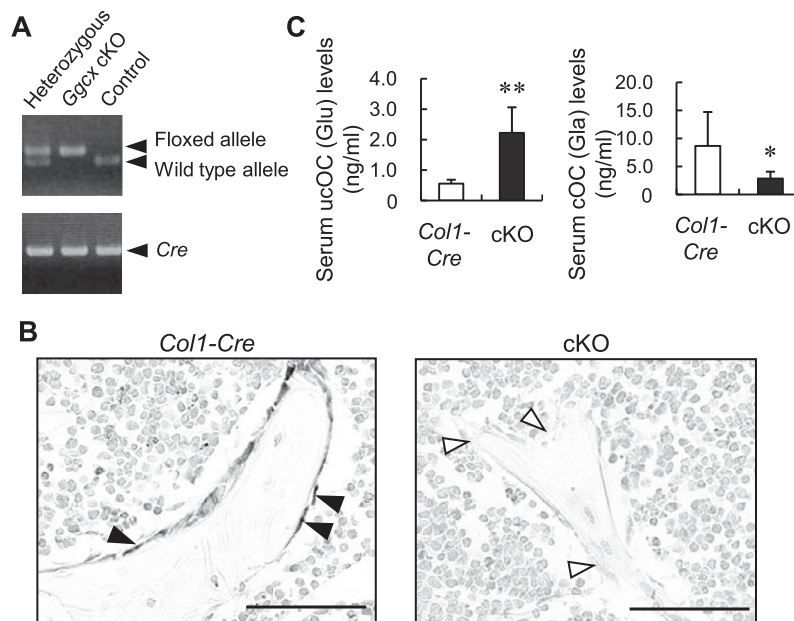 A
Heterozygous
Ggcx cKO
Control
Floxed allele
Wild type allele
Cre
C
Serum ucOC (Glu) levels
(ng/ml)
4.0
3.0
2.0
1.0
0
**
Col1-
Cre
cKO
Serum cOC (Gla) levels
(ng/ml)
20.0
15.0
10.0
5.0
0.0
*
Col1-
Cre
cKO
B
Col1-Cre
cKO